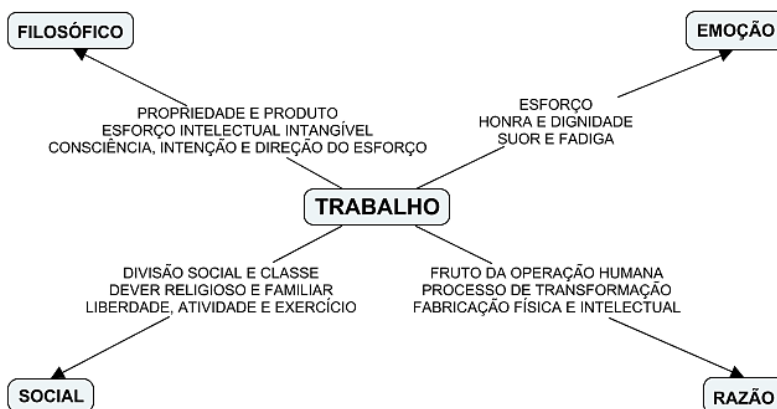 FILOSÓFICO
EMOÇÃO
PROPRIEDADE E PRODUTO
ESFORÇO INTELECTUAL INTANGÍVEL
CONSCIÊNCIA, INTENÇÃO E DIREÇÃO DO ESFORÇO
ESFORÇO
HONRA E DIGNIDADE
SUOR E FADIGA
TRABALHO
DIVISÃO SOCIAL E CLASSE
DEVER RELIGIOSO E FAMILIAR
LIBERDADE, ATIVIDADE E EXERCÍCIO
FRUTO DA OPERAÇÃO HUMANA
PROCESSO DE TRANSFORMAÇÃO
FABRICAÇÃO FÍSICA E INTELECTUAL
SOCIAL
RAZÃO